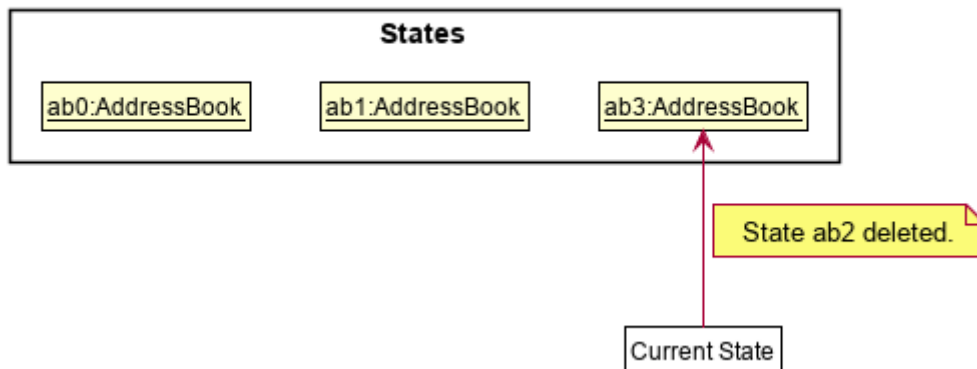 States
ab0:AddressBook
ab1:AddressBook
ab3:AddressBook
State ab2 deleted.
Current State